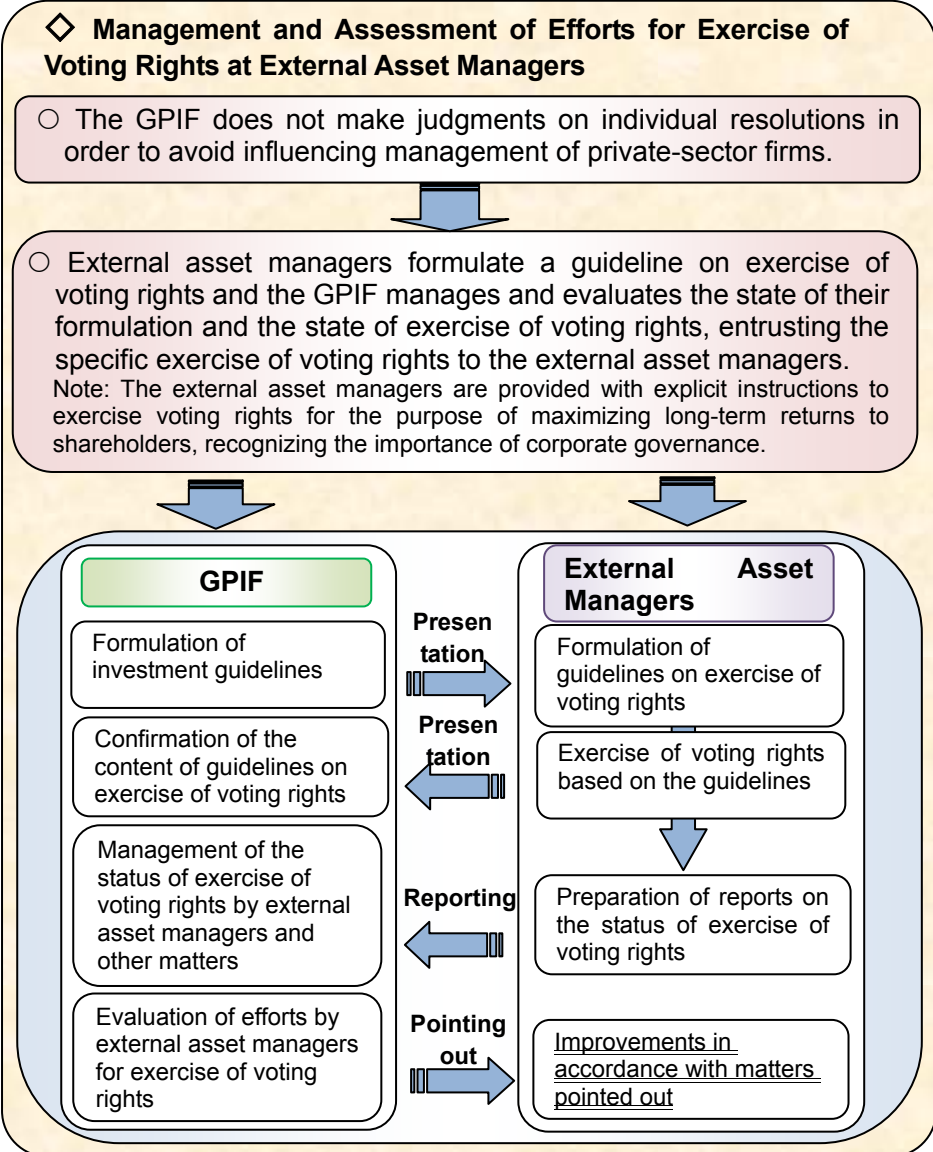 ◇ Management and Assessment of Efforts for Exercise of
Voting Rights at External Asset Managers
○ The GPIF does not make judgments on individual resolutions in
order to avoid influencing management of private-sector firms.
○ External asset managers formulate a guideline on exercise of
voting rights and the GPIF manages and evaluates the state of their
formulation and the state of exercise of voting rights, entrusting the
specific exercise of voting rights to the external asset managers.
Note: The external asset managers are provided with explicit instructions to
exercise voting rights for the purpose of maximizing long-term returns to
shareholders, recognizing the importance of corporate governance.
GPIF
External Asset
Managers
Formulation of
investment guidelines
Presen
tation
Formulation of
guidelines on exercise of
voting rights
Confirmation of the
content of guidelines on
exercise of voting rights
Presen
tation
Exercise of voting rights
based on the guidelines
Management of the
status of exercise of
voting rights by external
asset managers and
other matters
Reporting
Preparation of reports on
the status of exercise of
voting rights
Evaluation of efforts by
external asset managers
for exercise of voting
rights
Pointing
out
Improvements in
accordance with matters
pointed out